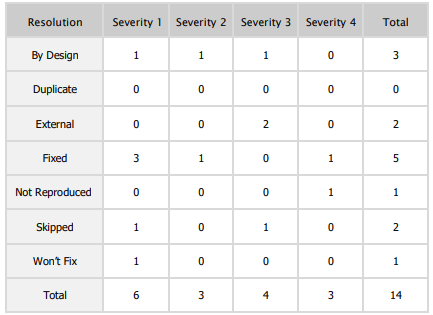 Resolution Severity 1 Severity 2 Severity 3 Severity 4 Total
By Design 1 1 1 0 3
Duplicate 0 0 0 0 0
External 0 0 2 0 2
Fixed 3 1 0 1 5
Not Reproduced 0 0 0 1 1
Skipped 1 0 1 0 2
Won't Fix 1 0 0 0 1
Total 6 3 4 3 14